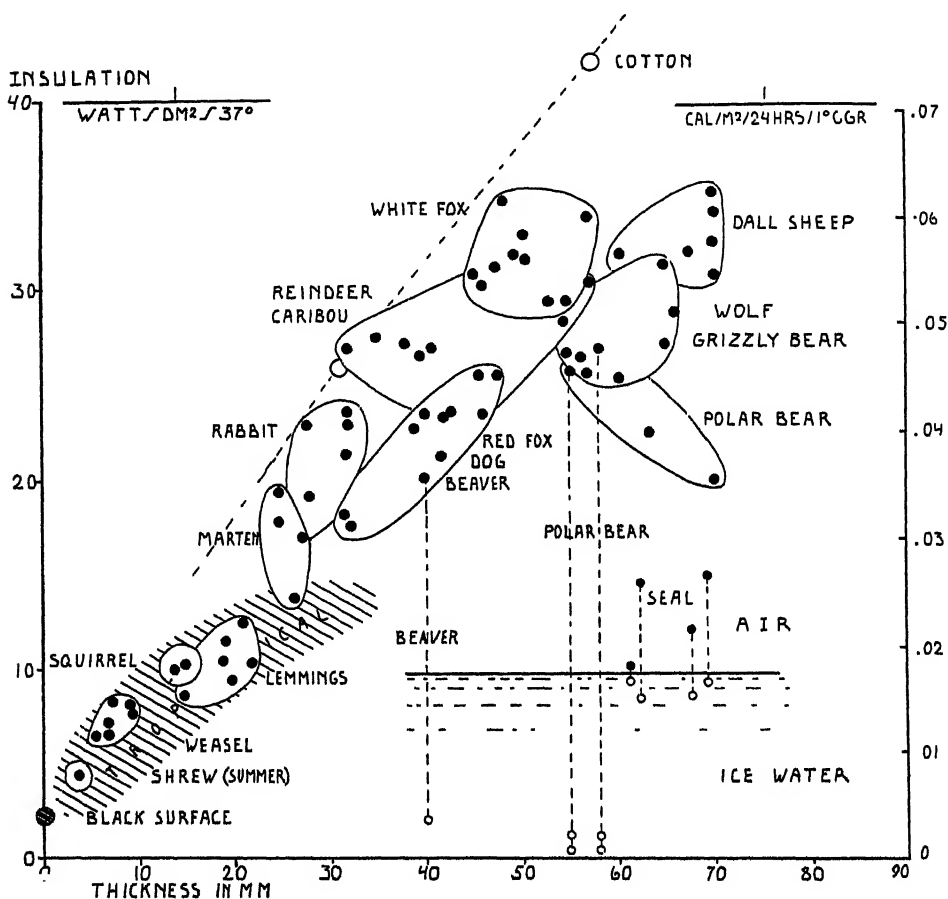 COTTON
INSULATION
40
WATTS/DM²/37°
CAL/M²/24HRS/1°CGR
.07
WHITE FOX
DALL SHEEP
.06
30
REINDEER
CARIBOU
WOLF
GRIZZLY BEAR
.05
RABBIT
RED FOX
DOG
BEAVER
POLAR BEAR
.04
20
MARTEN
POLAR BEAR
.03
SEAL
AIR
TROPICAL
BEAVER
SQUIRREL
10
LEMMINGS
.02
WEASEL
SHREW (SUMMER)
ICE WATER
01
BLACK SURFACE
0
0
0 10 20 30 40 50 60 70 80 90
THICKNESS IN MM